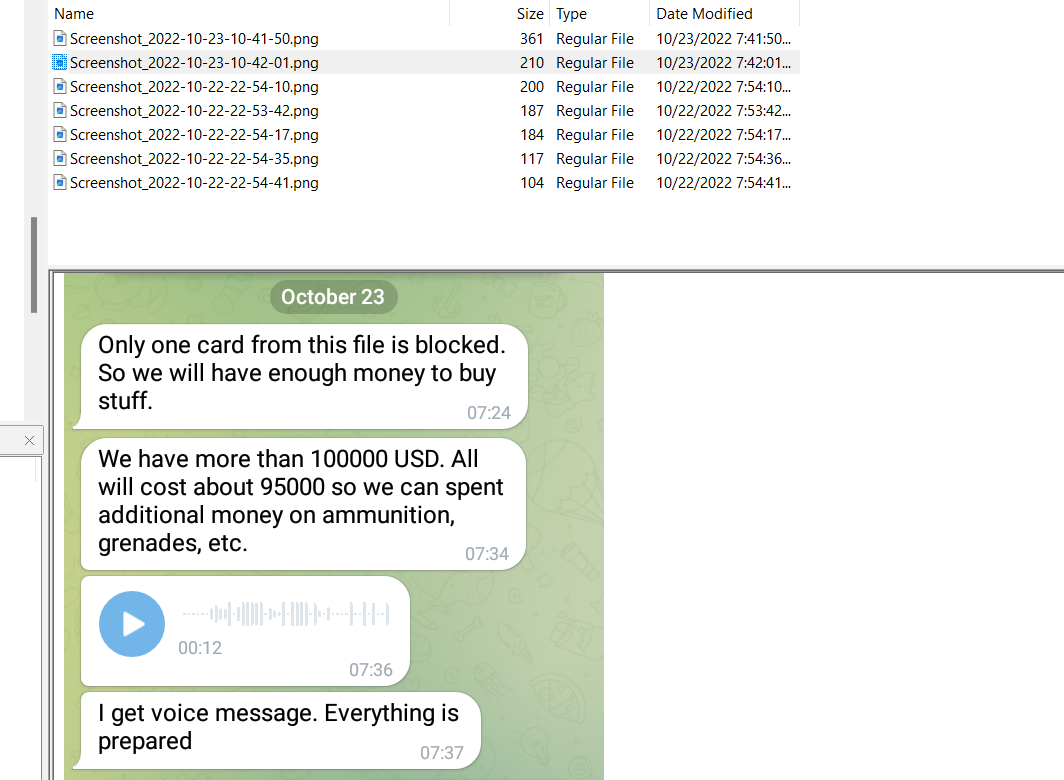 Name Size Type Date Modified
Screenshot_2022-10-23-10-41-50.png 361 Regular File 10/23/2022 7:41:50...
Screenshot_2022-10-23-10-42-01.png 210 Regular File 10/23/2022 7:42:01...
Screenshot_2022-10-22-22-54-10.png 200 Regular File 10/22/2022 7:54:10...
Screenshot_2022-10-22-22-53-42.png 187 Regular File 10/22/2022 7:53:42...
Screenshot_2022-10-22-22-54-17.png 184 Regular File 10/22/2022 7:54:17...
Screenshot_2022-10-22-22-54-35.png 117 Regular File 10/22/2022 7:54:36...
Screenshot_2022-10-22-22-54-41.png 104 Regular File 10/22/2022 7:54:41...
October 23
Only one card from this file is blocked.
So we will have enough money to buy
stuff.
07:24
We have more than 100000 USD. All
will cost about 95000 so we can spent
additional money on ammunition,
grenades, etc.
07:34
00:12
07:36
I get voice message. Everything is
prepared
07:37